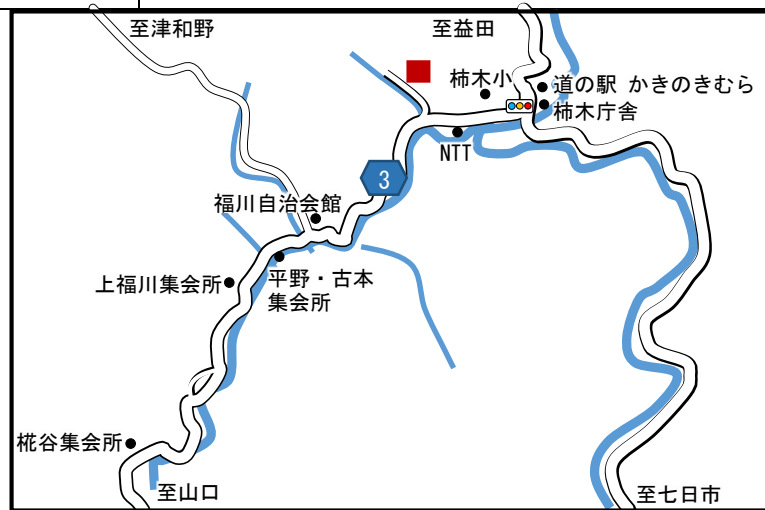 至津和野
至益田
柿木小
道の駅 かきのきむら
柿木庁舎
NTT
3
福川自治会館
上福川集会所
平野・古本
集会所
椛谷集会所
至山口
至七日市